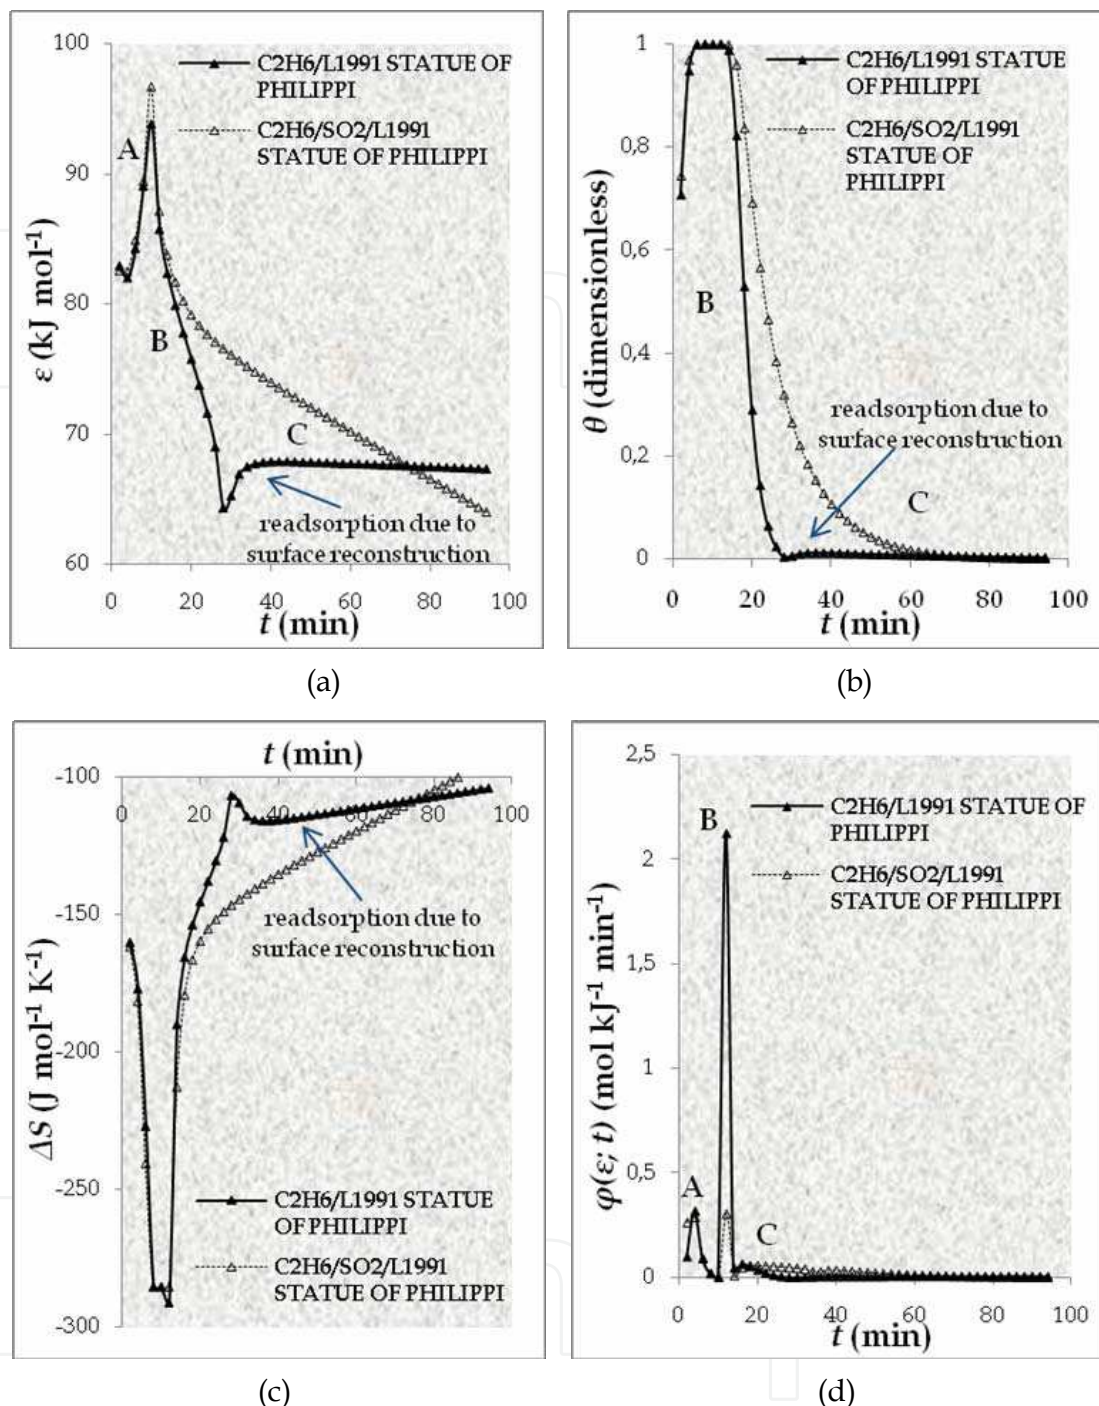 100
C2H6/L1991 STATUE OF
PHILIPPI
C2H6/SO2/L1991
STATUE OF PHILIPPI
A
90
80
B
C
70
readsorption due to
surface reconstruction
60
0 20 40 60 80 100
t (min)
ε (kJ mol-1)
(a)
1
C2H6/L1991 STATUE
OF PHILIPPI
C2H6/SO2/L1991
STATUE OF
PHILIPPI
0,8
0,6
B
0,4
readsorption due to
surface reconstruction
0,2
C
0
0 20 40 60 80 100
t (min)
θ (dimensionless)
(b)
t (min)
-100
0 20 40 60 80 100
readsorption due to
surface reconstruction
-150
-200
-250
C2H6/L1991 STATUE
OF PHILIPPI
C2H6/SO2/L1991
STATUE OF PHILIPPI
-300
ΔS (J mol-1 K-1)
(c)
2,5
C2H6/L1991 STATUE OF
PHILIPPI
B
2
C2H6/SO2/L1991
STATUE OF PHILIPPI
1,5
1
0,5
A
C
0
0 20 40 60 80 100
t (min)
φ(ε; t) (mol kJ-1 min-1)
(d)